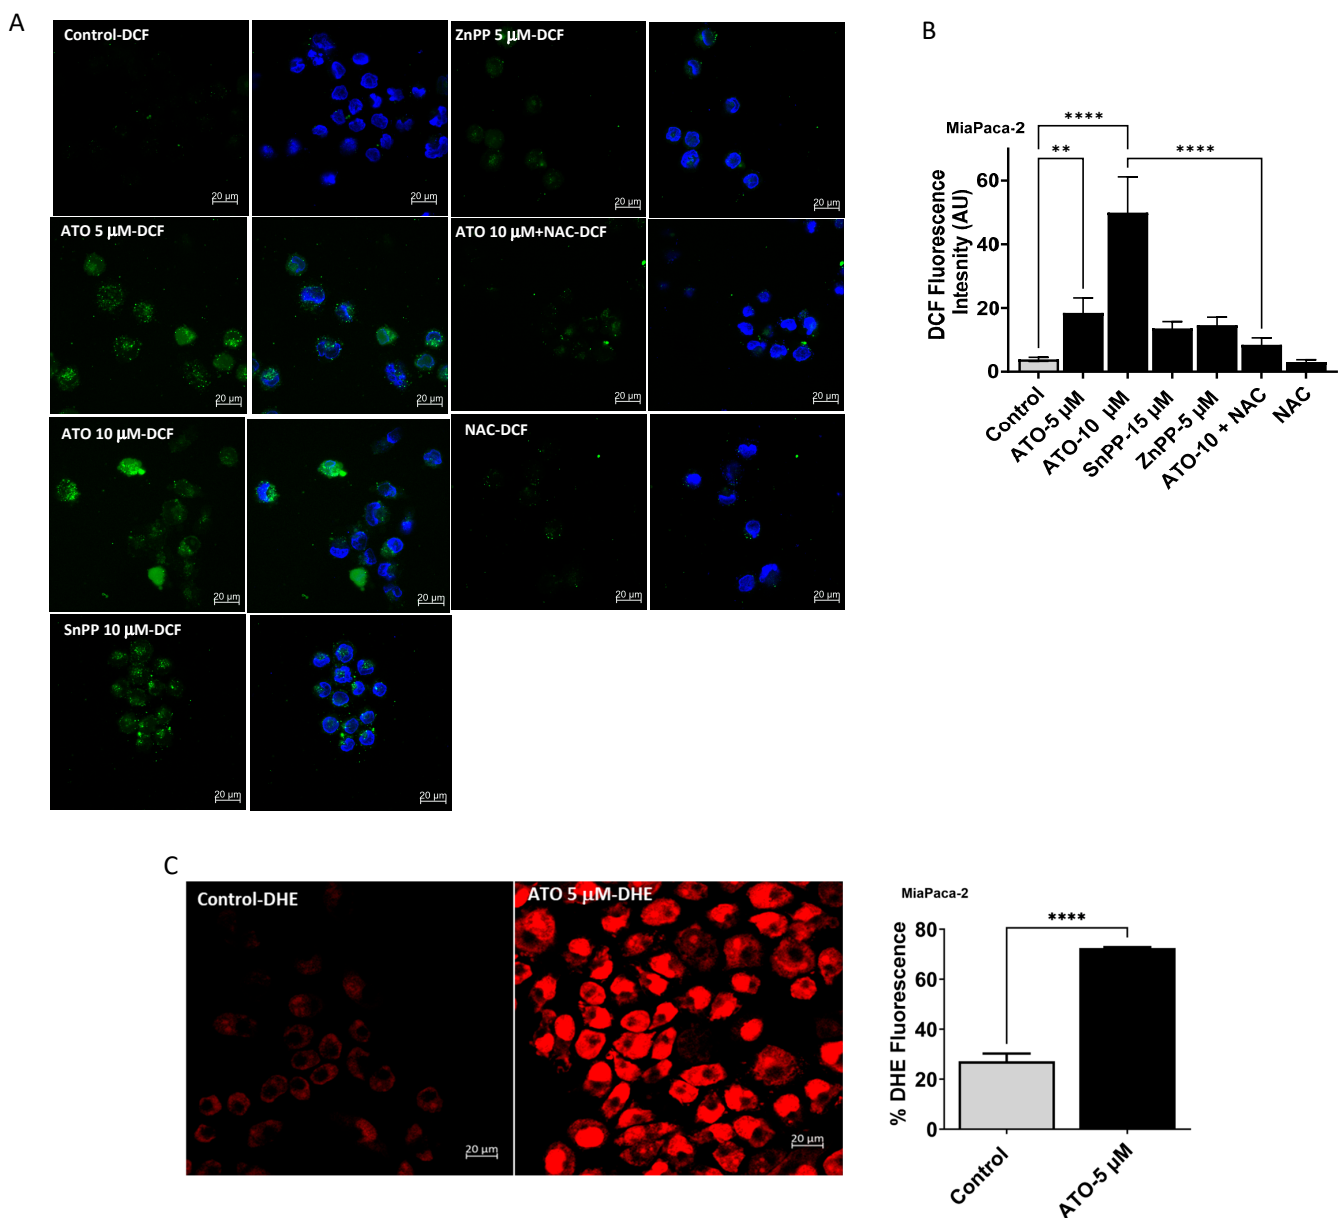 A
Control-DCF
20 µm
ZnPP 5 µM-DCF
20 µm
20 µm
20 µm
ATO 5 µM-DCF
20 µm
20 µm
ATO 10 µM+NAC-DCF
20 µm
20 µm
ATO 10 µM-DCF
20 µm
20 µm
NAC-DCF
20 µm
20 µm
SnPP 10 µM-DCF
20 µm
20 µm
B
MiaPaca-2
****
**
****
DCF Fluorescence
Intesnity (AU)
60
40
20
0
Control
ATO-5 µM
ATO-10 µM
SnPP-15 µM
ZnPP-5 µM
ATO-10 + NAC
NAC
C
Control-DHE
20 µm
ATO 5 µM-DHE
20 µm
MiaPaca-2
****
% DHE Fluorescence
80
60
40
20
0
Control
ATO-5 µM